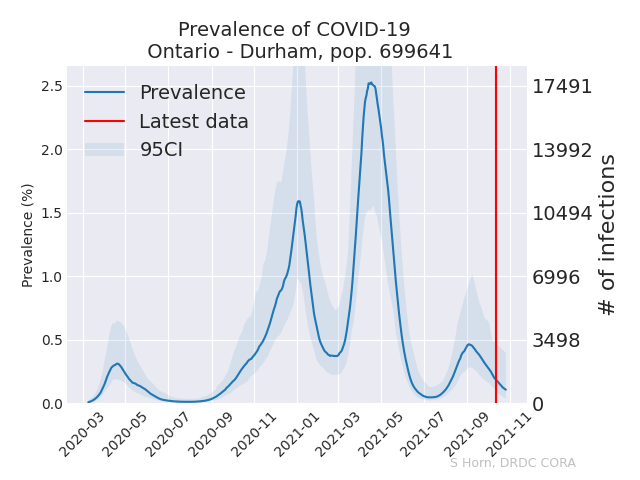 Prevalence of COVID-19
Ontario - Durham, pop. 699641
Prevalence
Latest data
95CI
Prevalence (%)
2.5
2.0
1.5
1.0
0.5
0.0
17491
13992
10494
6996
3498
0
# of infections
2020-03
2020-05
2020-07
2020-09
2020-11
2021-01
2021-03
2021-05
2021-07
2021-09
2021-11
S Horn, DRDC CORA